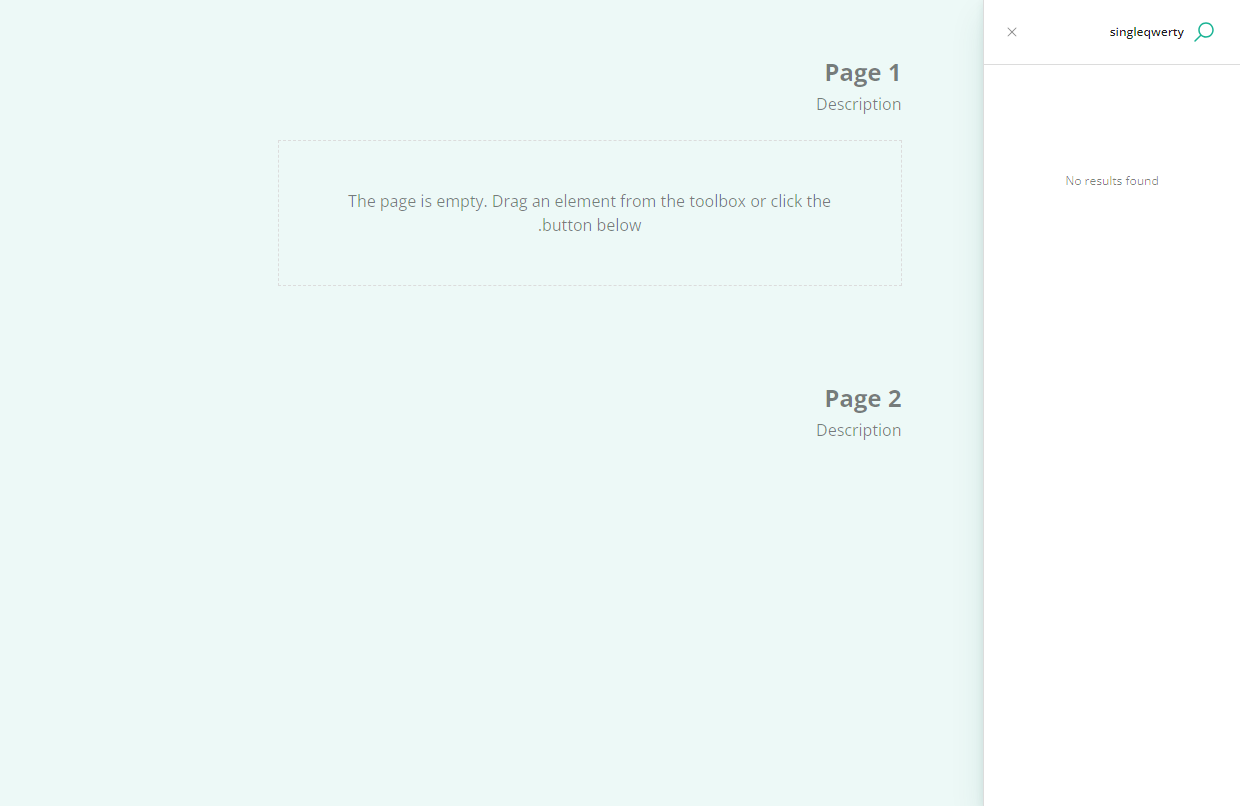 singleqwerty
No results found
Page 1
Description
The page is empty. Drag an element from the toolbox or click the
.button below
Page 2
Description